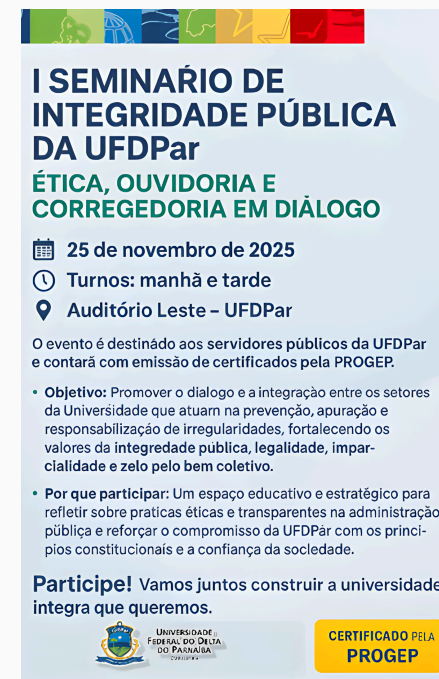 I SEMINAŔIO DE
INTEGRIDADE PÚBLICA
DA UFDPar
ÉTICA, OUVIDORIA E
CORREGEDORIA EM DIÁLOGO
25 de novembro de 2025
Turnos: manhã e tarde
Auditório Leste – UFDPar
O evento é destinádo aos servidores públicos da UFDPar
e contará com emissão de certificados pela PROGEP.
• Objetivo: Promover o dialogo e a integraçào entre os setores
da Universidade que atuam na prevenção, apuração e
responsabilização de irregularidades, fortalecendo os
valores da integredade pública, legalidade, impar-
cialidade e zelo pelo bem coletivo.
• Por que participar: Um espaço educativo e estratégico para
refletir sobre praticas éticas e transparentes na administração
pública e reforçar o compromisso da UFDPar com os princi-
pios constitucionais e a confiança da socledade.
Participe! Vamos juntos construir a universidade
integra que queremos.
UNIVERSIDADE
FEDERAL DO DELTA
DO PARNAÍBA
CERTIFICADO PELA
PROGEP